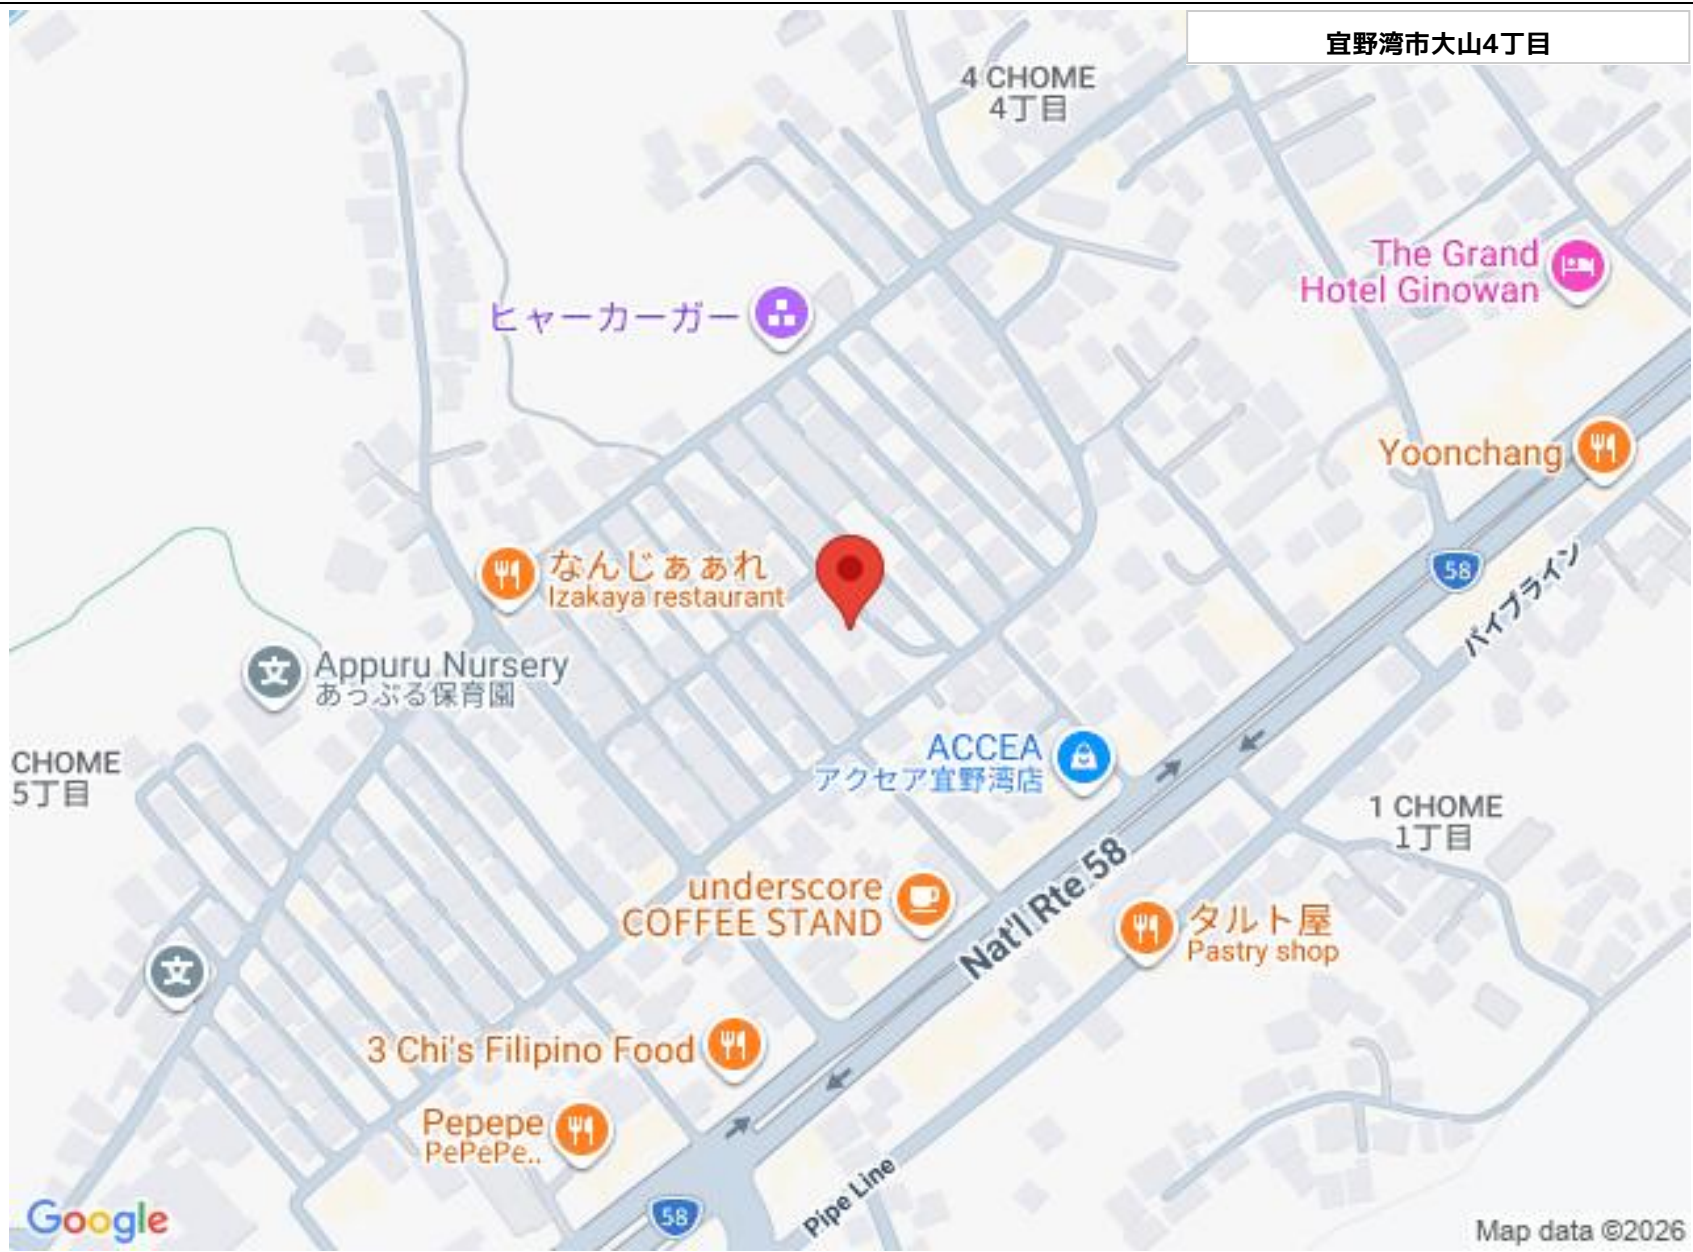 宜野湾市大山4丁目
4 CHOME
4丁目
The Grand
Hotel Ginowan
ヒャーカーガー
Yoonchang
58
パイプライン
なんじぁぁれ
Izakaya restaurant
Appuru Nursery
あっぷる保育園
文
CHOME
5丁目
ACCEA
アクセア宜野湾店
1 CHOME
1丁目
Nat'l Rte 58
underscore
COFFEE STAND
タルト屋
Pastry shop
文
3 Chi's Filipino Food
Pepepe
PePePe..
Pipe Line
58
Google
Map data ©2026